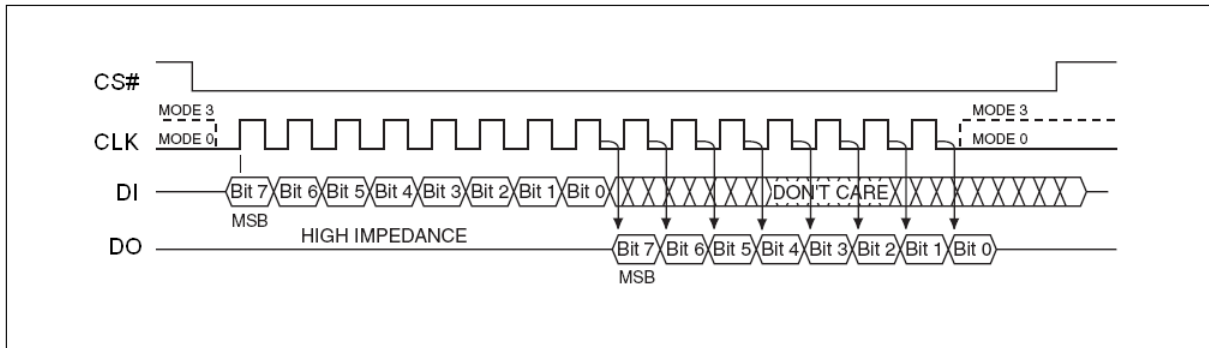 CS#
MODE 3 MODE 3
CLK MODE 0 MODE 0
DI Bit 7 Bit 6 Bit 5 Bit 4 Bit 3 Bit 2 Bit 1 Bit 0 DON'T CARE
MSB
HIGH IMPEDANCE
DO Bit 7 Bit 6 Bit 5 Bit 4 Bit 3 Bit 2 Bit 1 Bit 0
MSB